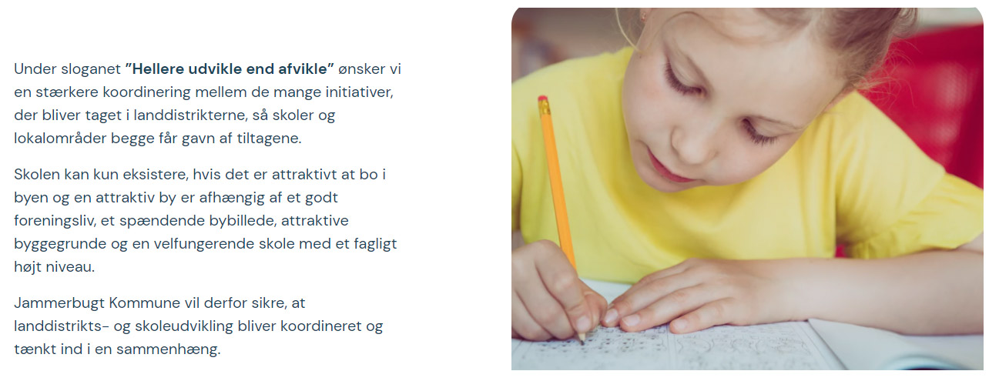 Under sloganet ”Hellere udvikle end afvikle” ønsker vi
en stærkere koordinering mellem de mange initiativer,
der bliver taget i landdistrikterne, så skoler og
lokalområder begge får gavn af tiltagene.
Skolen kan kun eksistere, hvis det er attraktivt at bo i
byen og en attraktiv by er afhængig af et godt
foreningsliv, et spændende bybillede, attraktive
byggegrunde og en velfungerende skole med et fagligt
højt niveau.
Jammerbugt Kommune vil derfor sikre, at
landdistrikts- og skoleudvikling bliver koordineret og
tænkt ind i en sammenhæng.